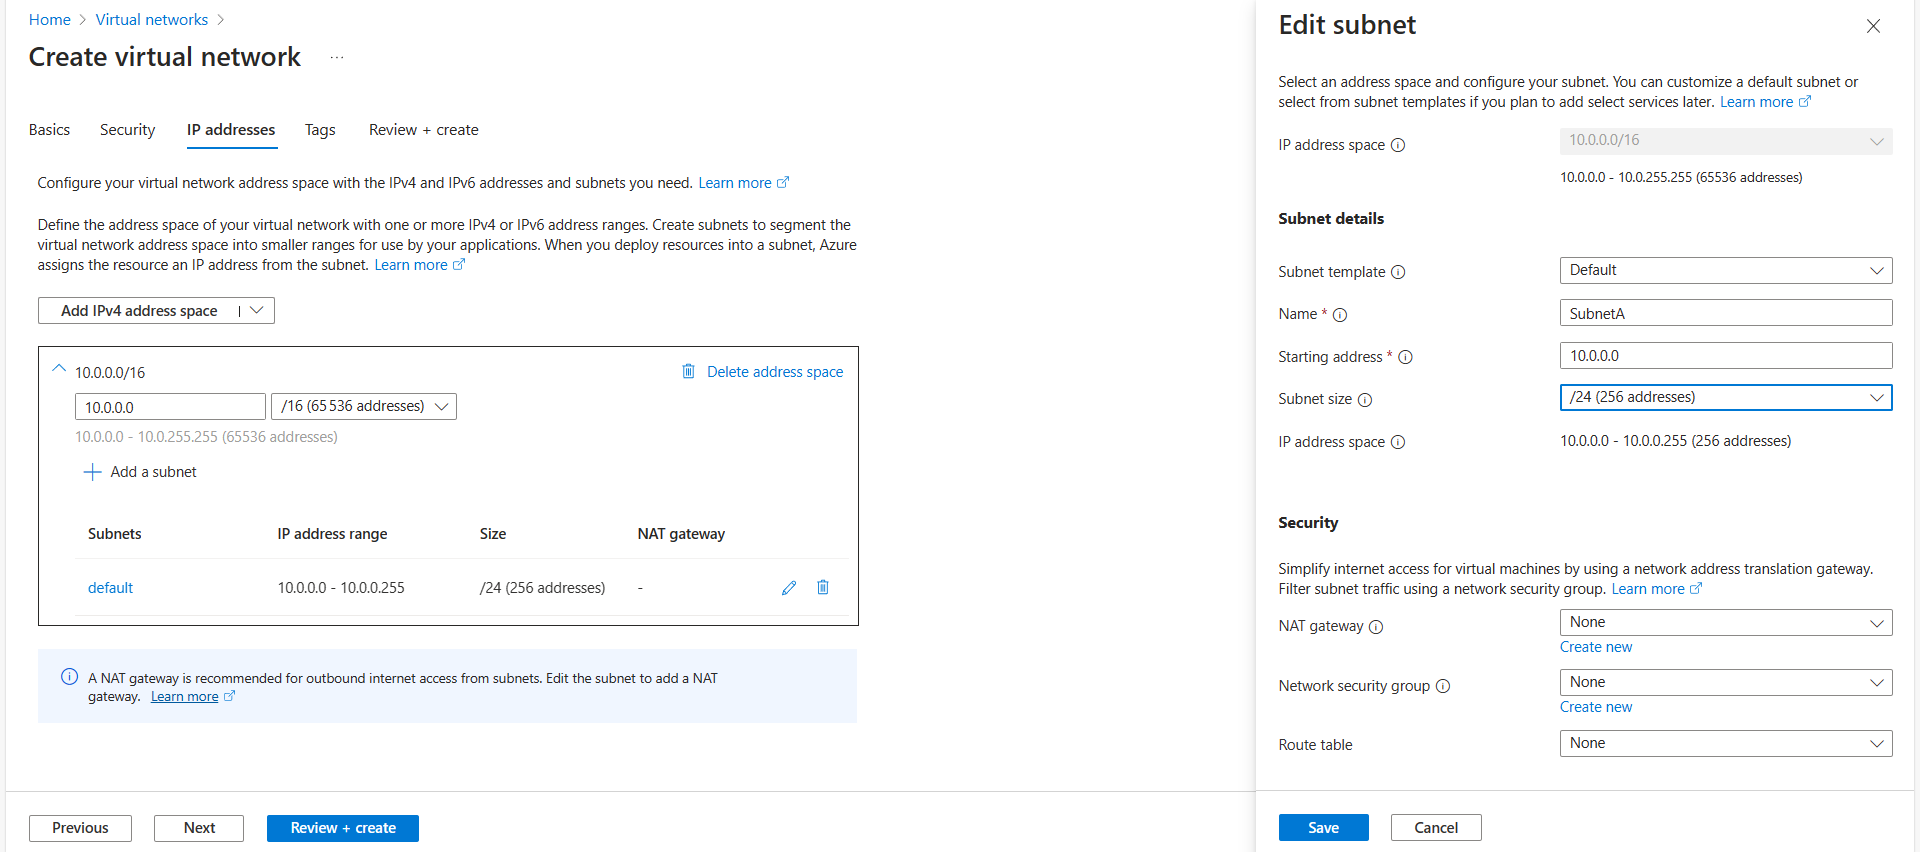 Home > Virtual networks >
Create virtual network ...
Basics Security IP addresses Tags Review + create
Configure your virtual network address space with the IPv4 and IPv6 addresses and subnets you need. Learn more
Define the address space of your virtual network with one or more IPv4 or IPv6 address ranges. Create subnets to segment the
virtual network address space into smaller ranges for use by your applications. When you deploy resources into a subnet, Azure
assigns the resource an IP address from the subnet. Learn more
Add IPv4 address space |
10.0.0.0/16 Delete address space
10.0.0.0 /16 (65 536 addresses)
10.0.0.0 - 10.0.255.255 (65536 addresses)
Add a subnet
Subnets IP address range Size NAT gateway
default 10.0.0.0 - 10.0.0.255 /24 (256 addresses) -
A NAT gateway is recommended for outbound internet access from subnets. Edit the subnet to add a NAT
gateway. Learn more
Previous Next Review + create
Edit subnet
Select an address space and configure your subnet. You can customize a default subnet or
select from subnet templates if you plan to add select services later. Learn more
IP address space 10.0.0.0/16
10.0.0.0 - 10.0.255.255 (65536 addresses)
Subnet details
Subnet template Default
Name * SubnetA
Starting address * 10.0.0.0
Subnet size /24 (256 addresses)
IP address space 10.0.0.0 - 10.0.0.255 (256 addresses)
Security
Simplify internet access for virtual machines by using a network address translation gateway.
Filter subnet traffic using a network security group. Learn more
NAT gateway None
Create new
Network security group None
Create new
Route table None
Save Cancel